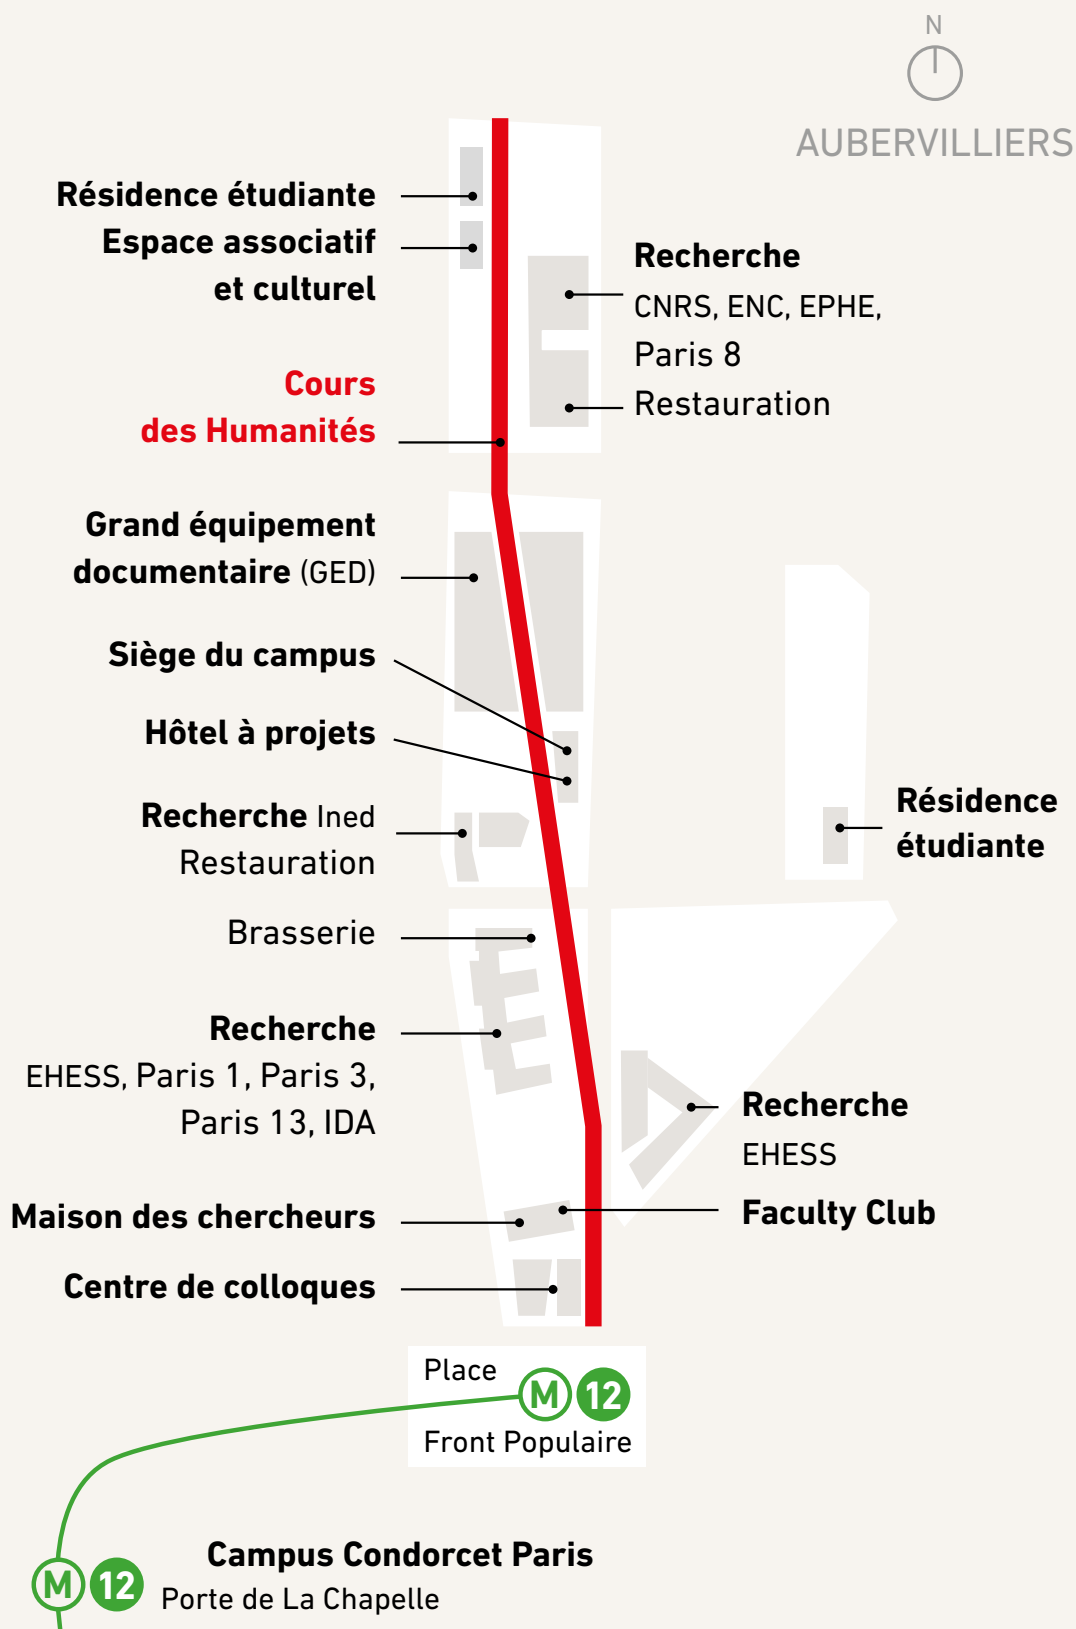 N
AUBERVILLIERS
Résidence étudiante
Espace associatif
et culturel
Recherche
CNRS, ENC, EPHE,
Paris 8
Restauration
Cours
des Humanités
Grand équipement
documentaire (GED)
Siège du campus
Hôtel à projets
Recherche Ined
Restauration
Résidence
étudiante
Brasserie
Recherche
EHESS, Paris 1, Paris 3,
Paris 13, IDA
Recherche
EHESS
Maison des chercheurs
Faculty Club
Centre de colloques
Place
M 12
Front Populaire
Campus Condorcet Paris
M 12
Porte de La Chapelle